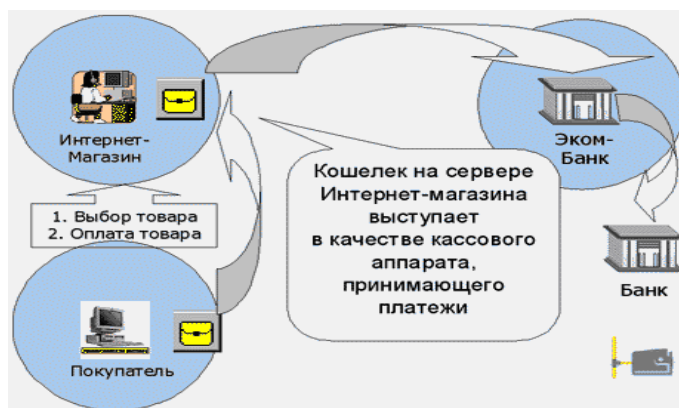 Интернет-
Магазин
Эком-
Банк
Кошелек на сервере
Интернет-магазина
выступает
в качестве кассового
аппарата,
принимающего
платежи
1. Выбор товара
2. Оплата товара
Банк
Покупатель